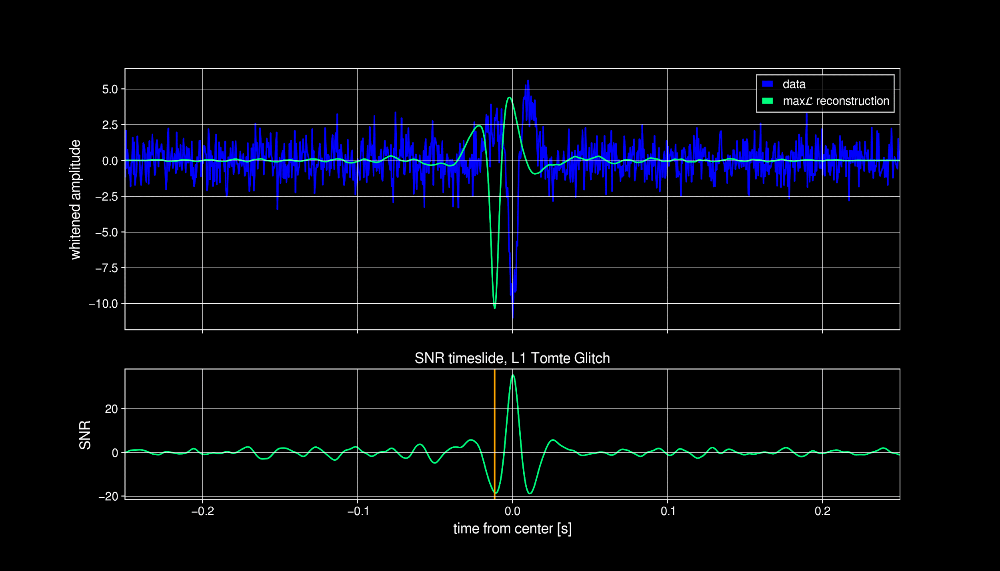 data
max𝓛 reconstruction
5.0
2.5
0.0
−2.5
−5.0
−7.5
−10.0
whitened amplitude
SNR timeslide, L1 Tomte Glitch
20
0
−20
SNR
−0.2 −0.1 0.0 0.1 0.2
time from center [s]